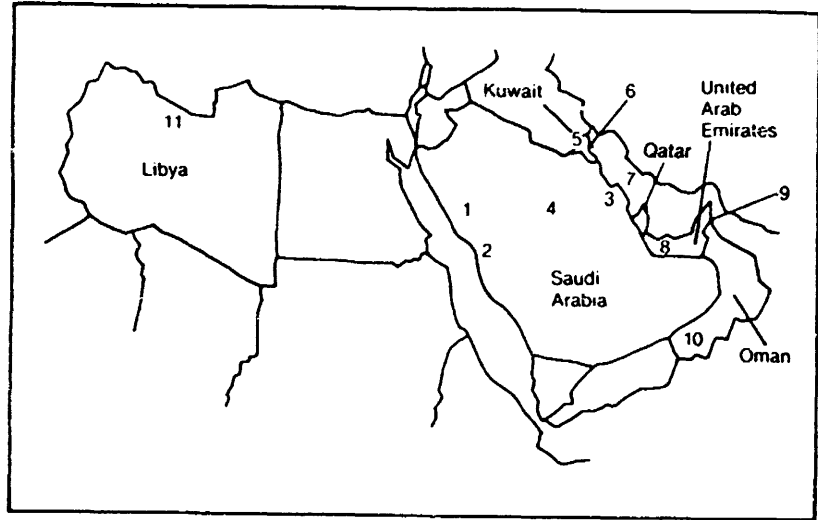 Kuwait
6
United
Arab
Emirates
11
5
Qatar
Libya
7
9
1
4
3
2
8
Saudi
Arabia
10
Oman